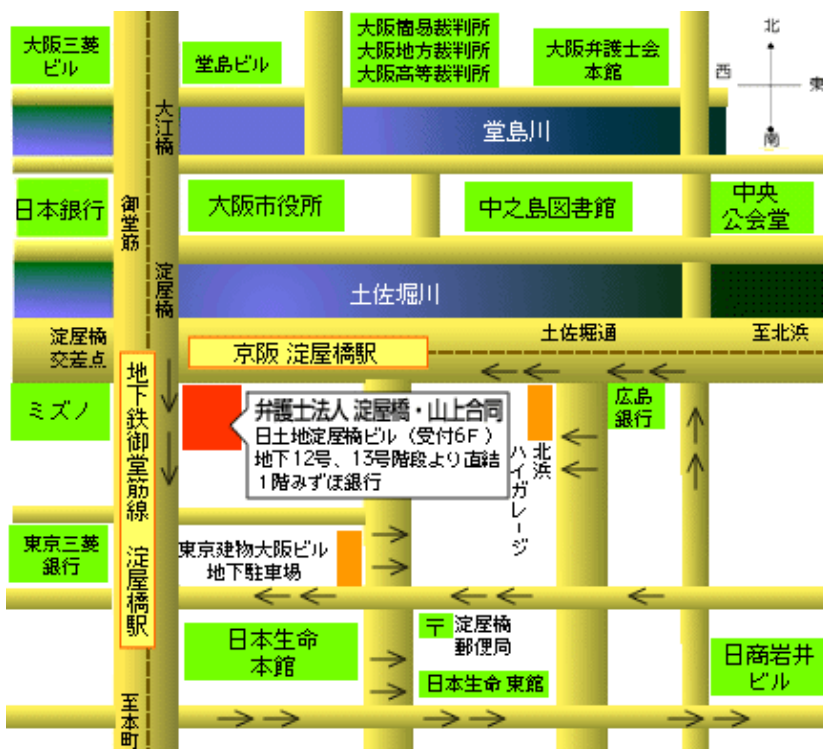 大阪三菱
ビル
堂島ビル
大阪簡易裁判所
大阪地方裁判所
大阪高等裁判所
大阪弁護士会
本館
北
西
東
南
大江橋
堂島川
日本銀行
御堂筋
大阪市役所
中之島図書館
中央
公会堂
淀屋橋
土佐堀川
淀屋橋
交差点
京阪 淀屋橋駅
土佐堀通
至北浜
ミズノ
地下鉄御堂筋線 淀屋橋駅
弁護士法人 淀屋橋・山上合同
日土地淀屋橋ビル（受付6F）
地下12号、13号階段より直結
1階みずほ銀行
北浜
ハイガレージ
広島
銀行
東京三菱
銀行
東京建物大阪ビル
地下駐車場
日本生命
本館
〒 淀屋橋
郵便局
日本生命 東館
日商岩井
ビル
至本町